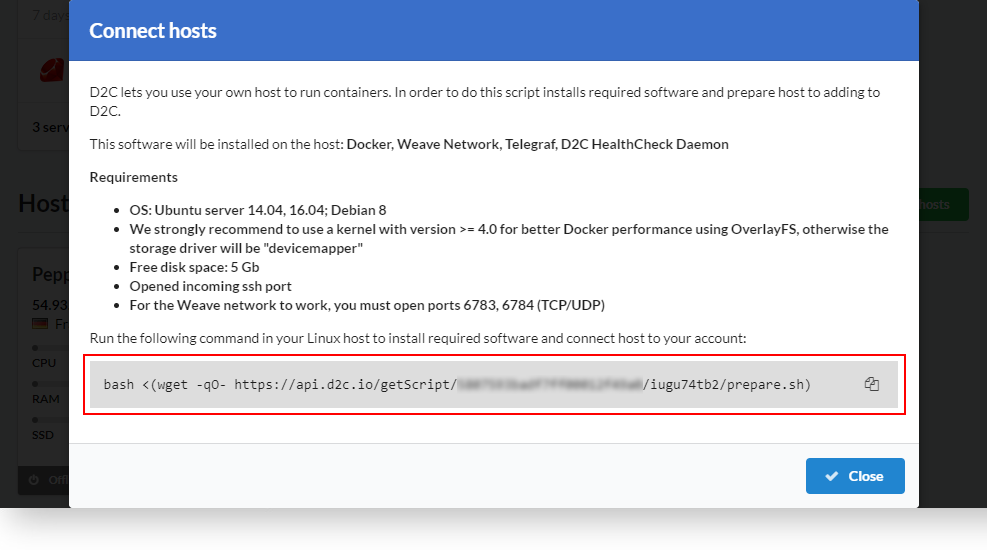 7 days
Connect hosts
D2C lets you use your own host to run containers. In order to do this script installs required software and prepare host to adding to
D2C.
3 serv
This software will be installed on the host: Docker, Weave Network, Telegraf, D2C HealthCheck Daemon
Requirements
Host
hosts
• OS: Ubuntu server 14.04, 16.04; Debian 8
• We strongly recommend to use a kernel with version >= 4.0 for better Docker performance using OverlayFS, otherwise the
storage driver will be "devicemapper"
• Free disk space: 5 Gb
• Opened incoming ssh port
• For the Weave network to work, you must open ports 6783, 6784 (TCP/UDP)
Pepp
54.93
Fr
Run the following command in your Linux host to install required software and connect host to your account:
CPU
bash <(wget -qO- https://api.d2c.io/getScript/ /iugu74tb2/prepare.sh)
RAM
SSD
Offl
Close